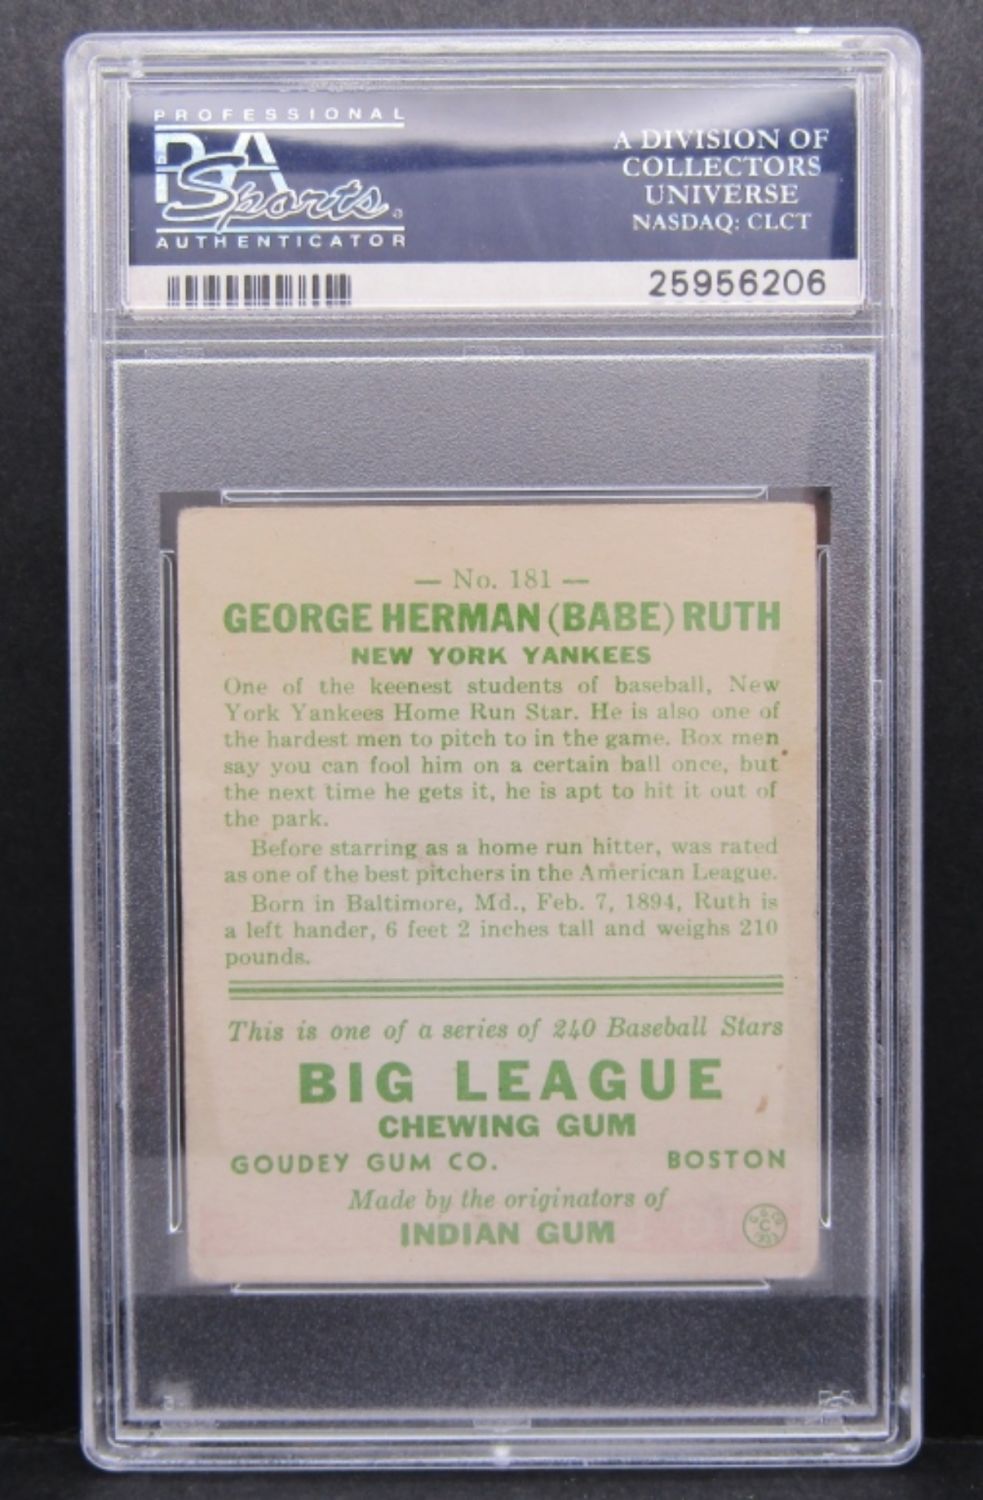 PROFESSIONAL
PSA
Sports
AUTHENTICATOR
A DIVISION OF
COLLECTORS
UNIVERSE
NASDAQ: CLCT
25956206
— No. 181 —
GEORGE HERMAN (BABE) RUTH
NEW YORK YANKEES
One of the keenest students of baseball, New
York Yankees Home Run Star. He is also one of
the hardest men to pitch to in the game. Box men
say you can fool him on a certain ball once, but
the next time he gets it, he is apt to hit it out of
the park.
Before starring as a home run hitter, was rated
as one of the best pitchers in the American League.
Born in Baltimore, Md., Feb. 7, 1894, Ruth is
a left hander, 6 feet 2 inches tall and weighs 210
pounds.
This is one of a series of 240 Baseball Stars
BIG LEAGUE
CHEWING GUM
GOUDEY GUM CO. BOSTON
Made by the originators of
INDIAN GUM